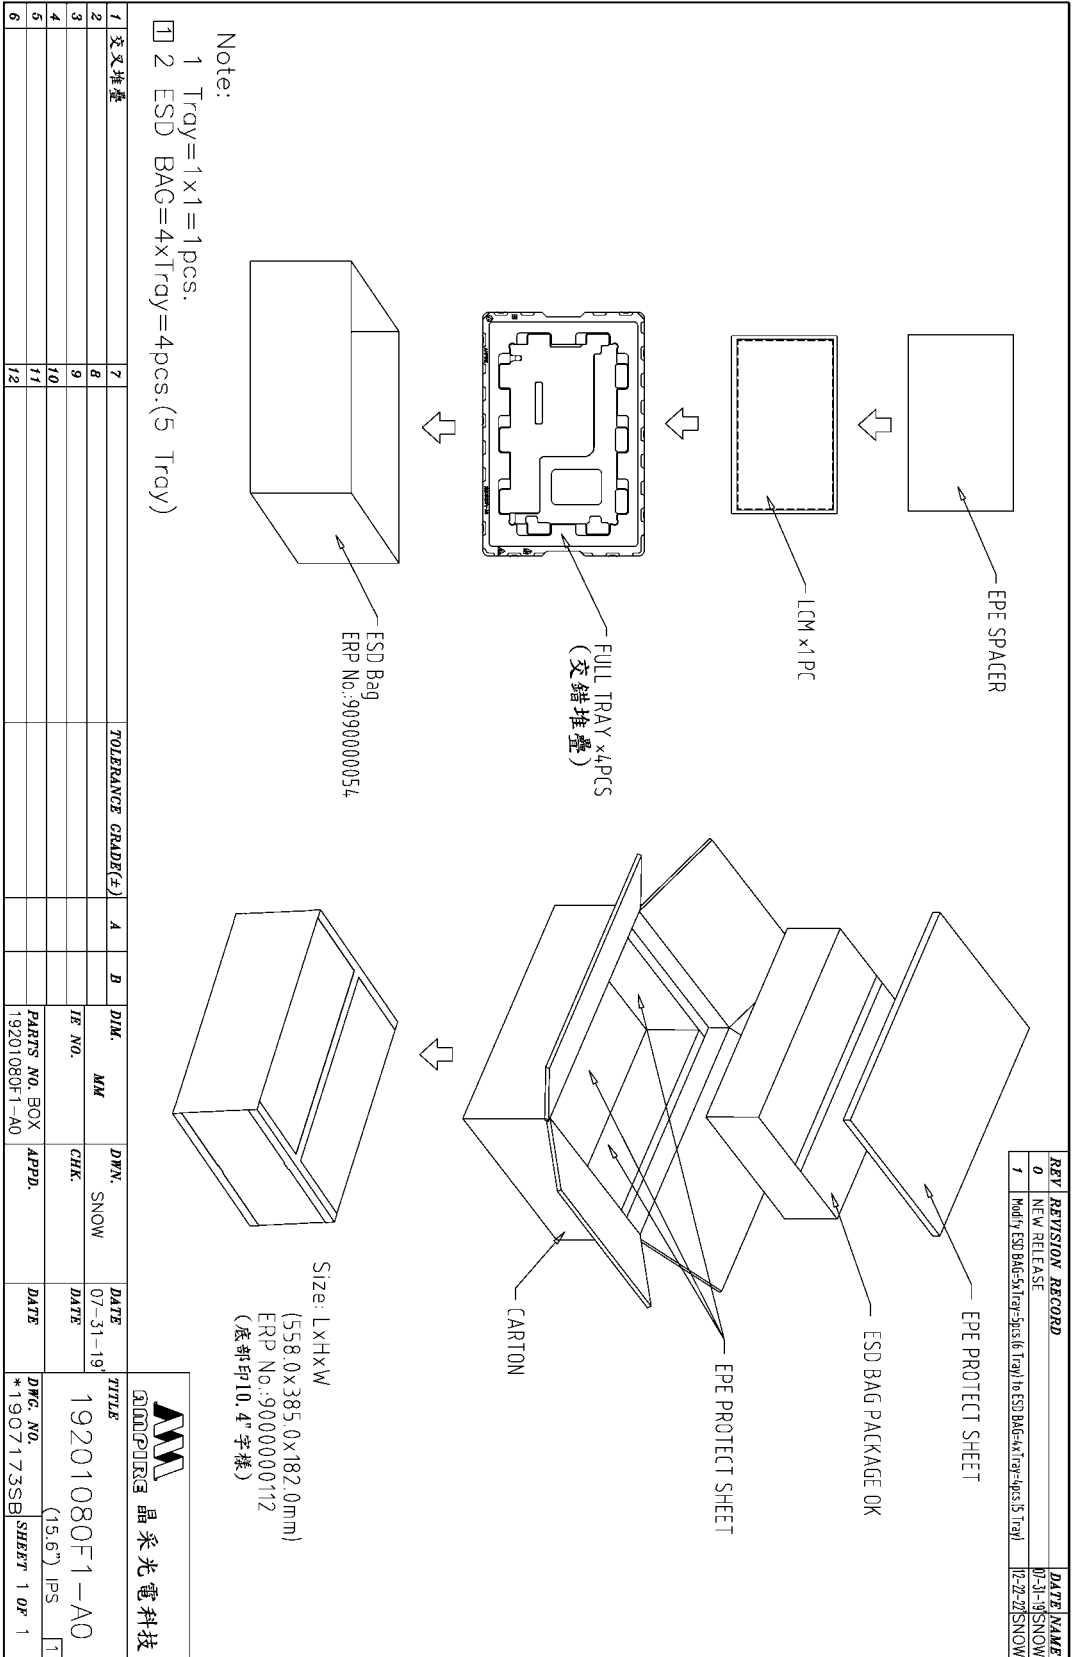 REV REVISION RECORD DATE NAME
0 NEW RELEASE 07-31-19' SNOW
1 Modify ESD BAG=5xTray=5pcs.(6 Tray) to ESD BAG=4xTray=4pcs.(5 Tray) 12-22-22' SNOW
EPE SPACER
LCM x1 PC
FULL TRAY x4PCS
(交錯堆疊)
ESD Bag
ERP No.:9090000054
EPE PROTECT SHEET
ESD BAG PACKAGE OK
EPE PROTECT SHEET
CARTON
Size: LxHxW
(558.0x385.0x182.0mm)
ERP No.:9000000112
(底部印10.4"字樣)
Note:
1 Tray=1x1=1pcs.
1 2 ESD BAG=4xTray=4pcs.(5 Tray)
AMPIRE 晶采光電科技
1 交叉堆疊 7 TOLERANCE GRADE(±) A B DIM. DWN. DATE TITLE
2 8 MM SNOW 07-31-19' 19201080F1-A0
3 9 IE NO. CHK. DATE
4 10 (15.6") IPS 1
5 11 PARTS NO. BOX APPD. DATE DWG. NO. SHEET 1 OF 1
6 12 19201080F1-A0 *1907173SB